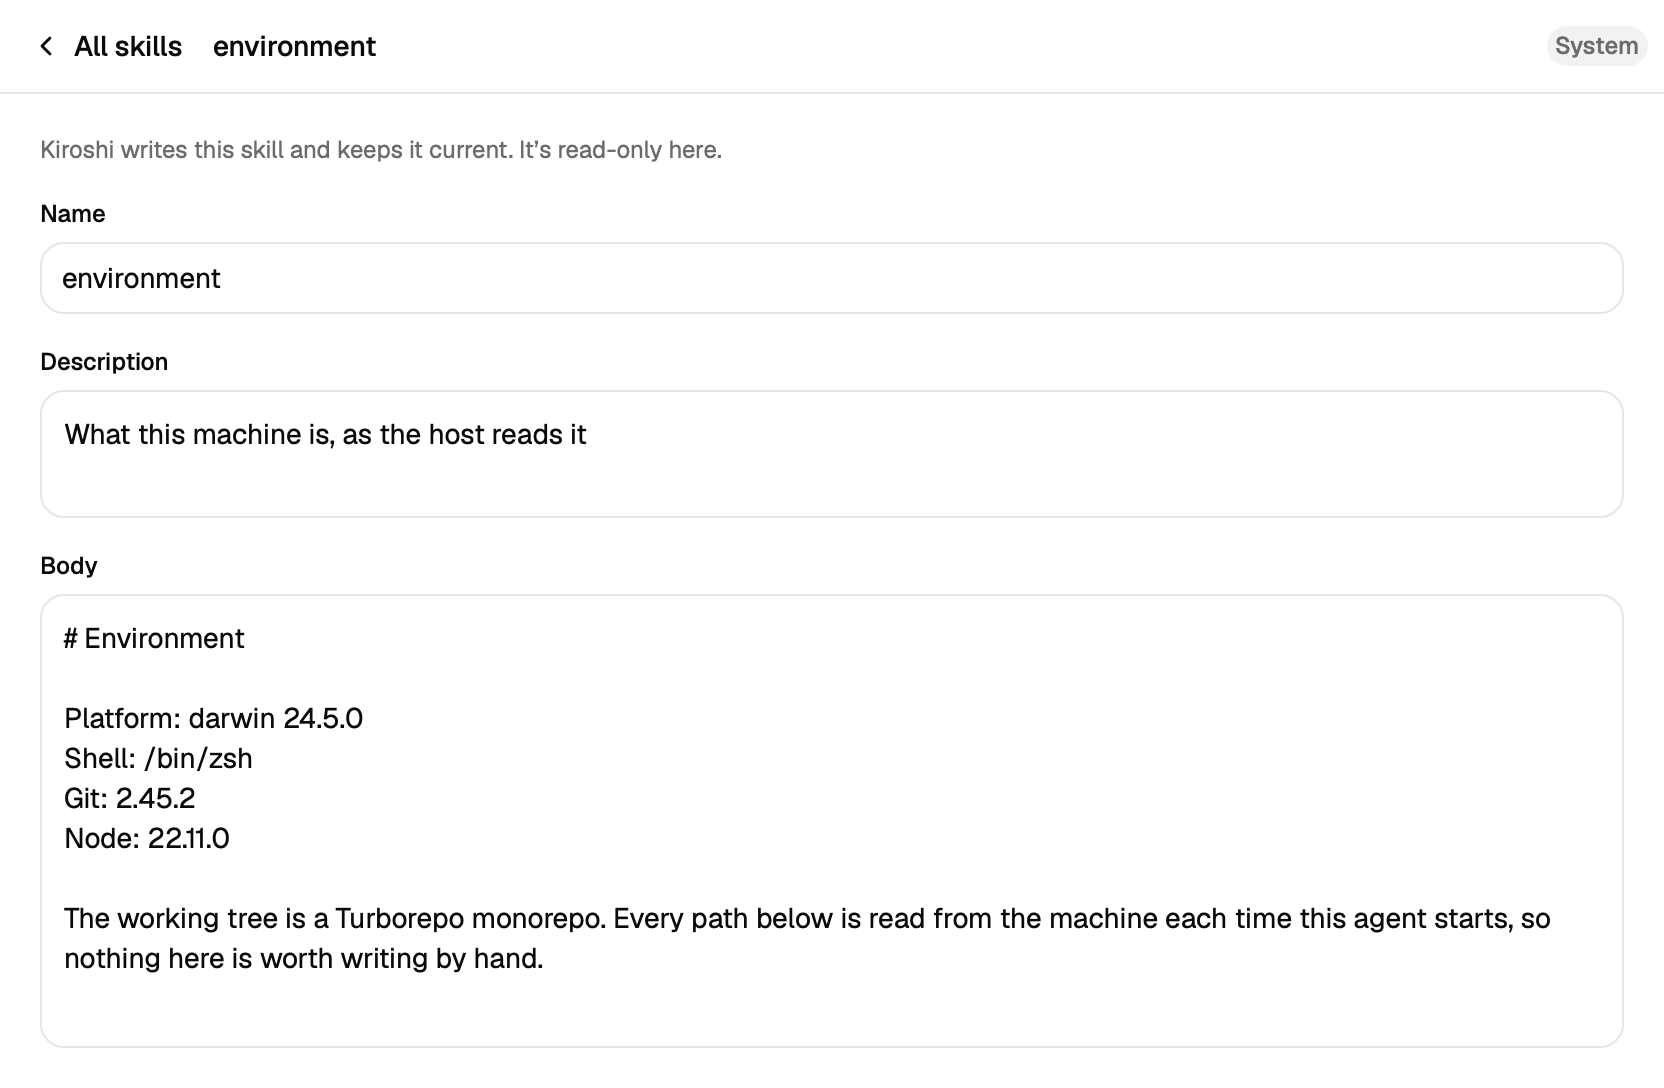 All skills environment System
Kiroshi writes this skill and keeps it current. It’s read-only here.
Name
environment
Description
What this machine is, as the host reads it
Body
# Environment
Platform: darwin 24.5.0
Shell: /bin/zsh
Git: 2.45.2
Node: 22.11.0
The working tree is a Turborepo monorepo. Every path below is read from the machine each time this agent starts, so
nothing here is worth writing by hand.